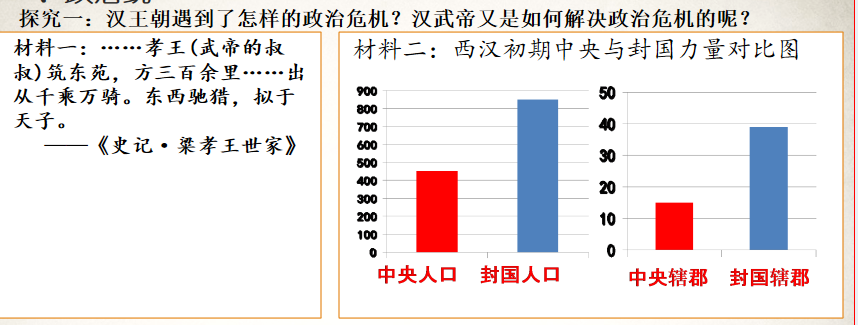 探究一：汉王朝遇到了怎样的政治危机？汉武帝又是如何解决政治危机的呢？
材料一：……孝王(武帝的叔
叔)筑东苑，方三百余里……出
从千乘万骑。东西驰猎，拟于
天子。
——《史记·梁孝王世家》
材料二：西汉初期中央与封国力量对比图
900
800
700
600
500
400
300
200
100
0
中央人口 封国人口
50
40
30
20
10
0
中央辖郡 封国辖郡